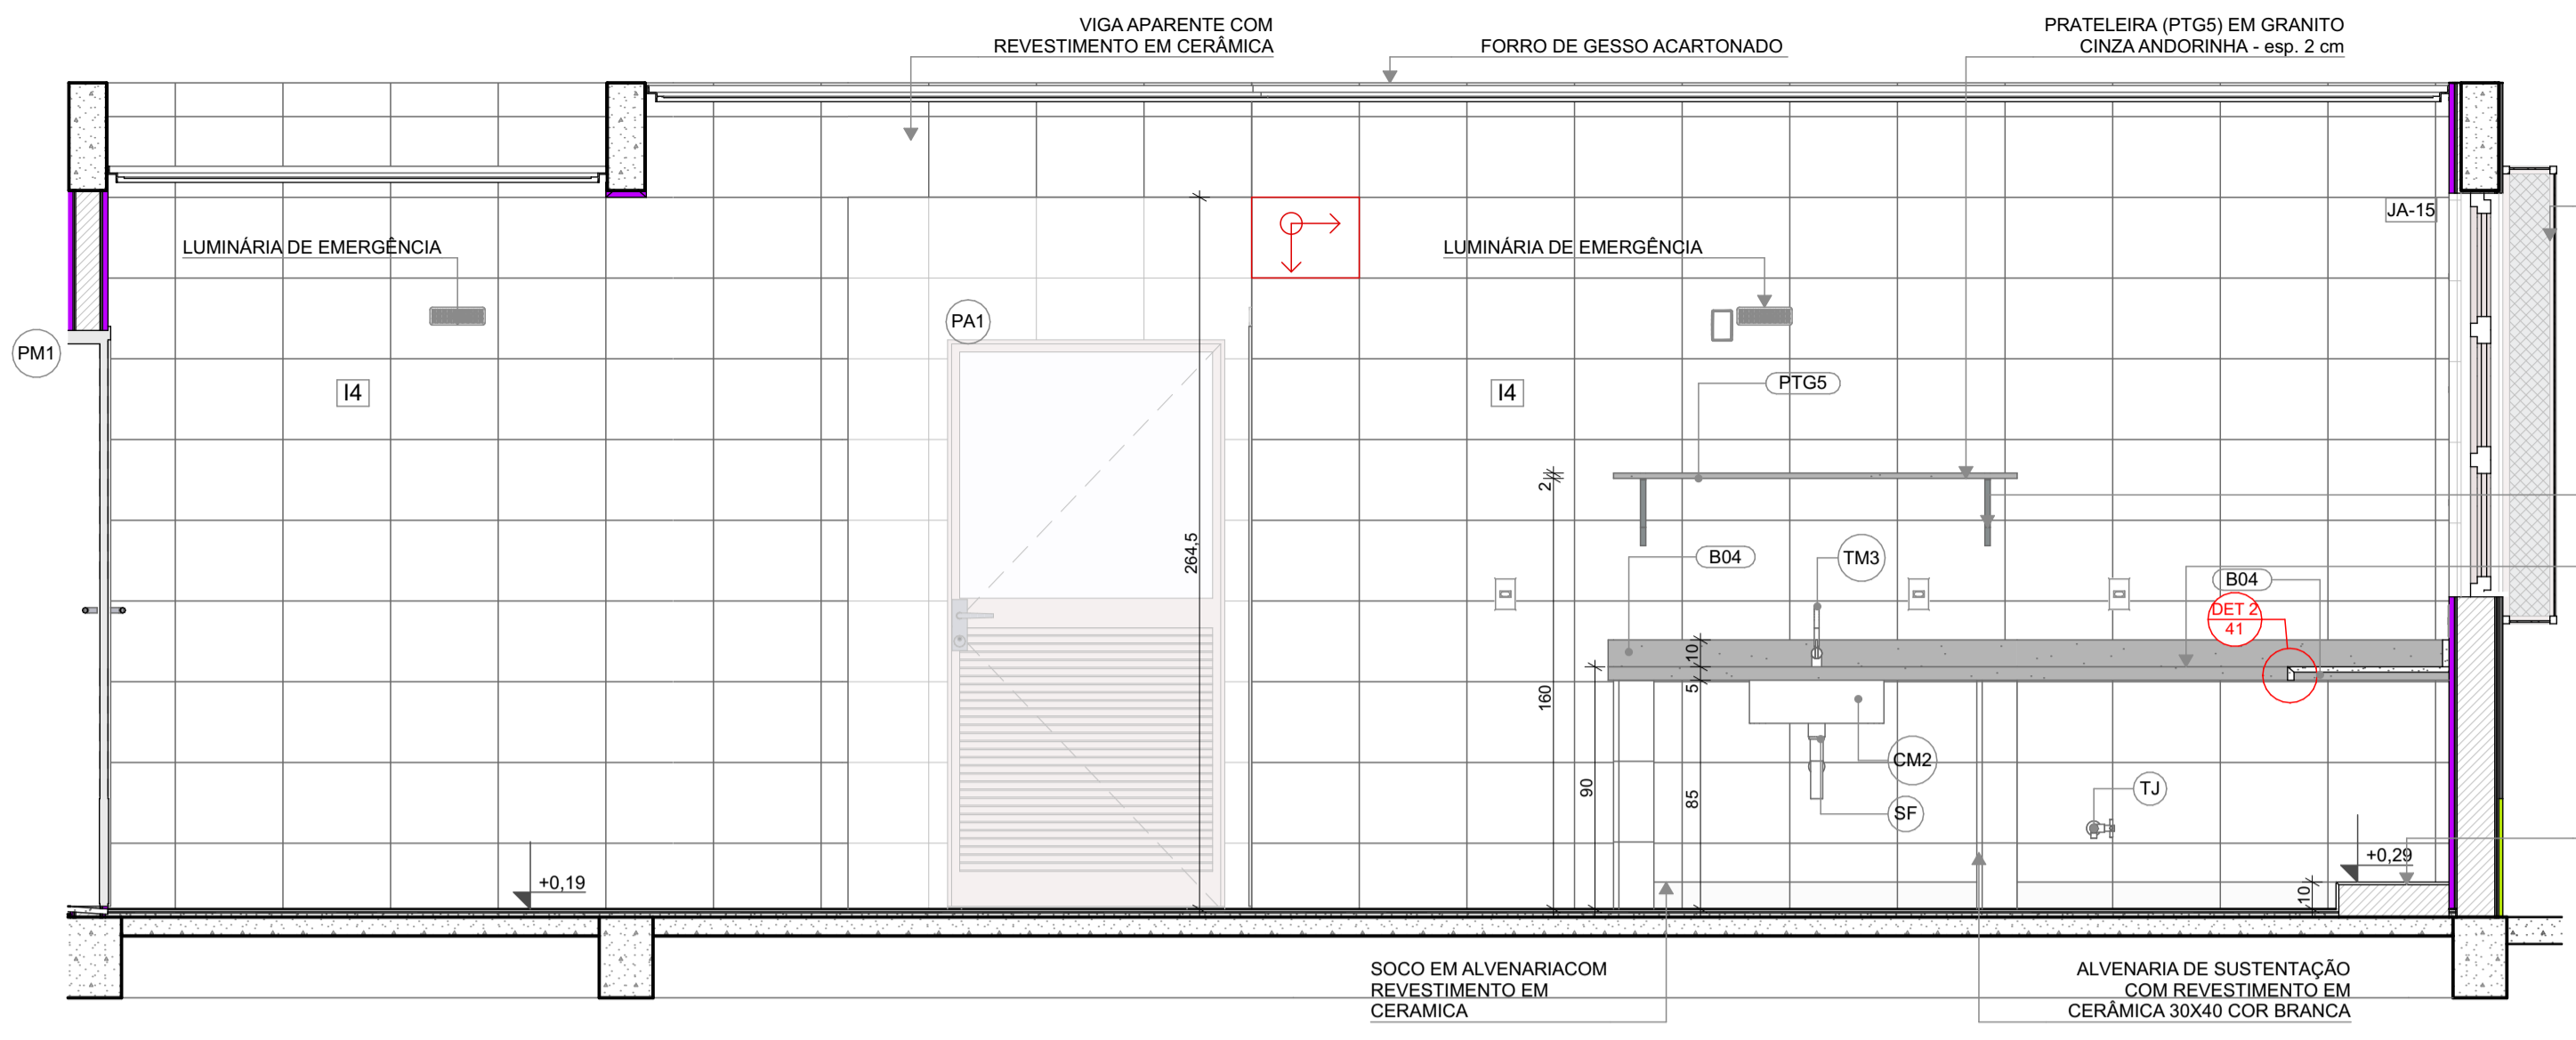 VIGA APARENTE COM
REVESTIMENTO EM CERÂMICA
FORRO DE GESSO ACARTONADO
PRATELEIRA (PTG5) EM GRANITO
CINZA ANDORINHA - esp. 2 cm
JA-15
LUMINÁRIA DE EMERGÊNCIA
LUMINÁRIA DE EMERGÊNCIA
PA1
PM1
I4
I4
PTG5
2
264,5
B04
TM3
B04
DET 2
41
10
5
160
90
85
CM2
SF
TJ
+0,19
+0,29
10
SOCO EM ALVENARIACOM
REVESTIMENTO EM
CERAMICA
ALVENARIA DE SUSTENTAÇÃO
COM REVESTIMENTO EM
CERÂMICA 30X40 COR BRANCA